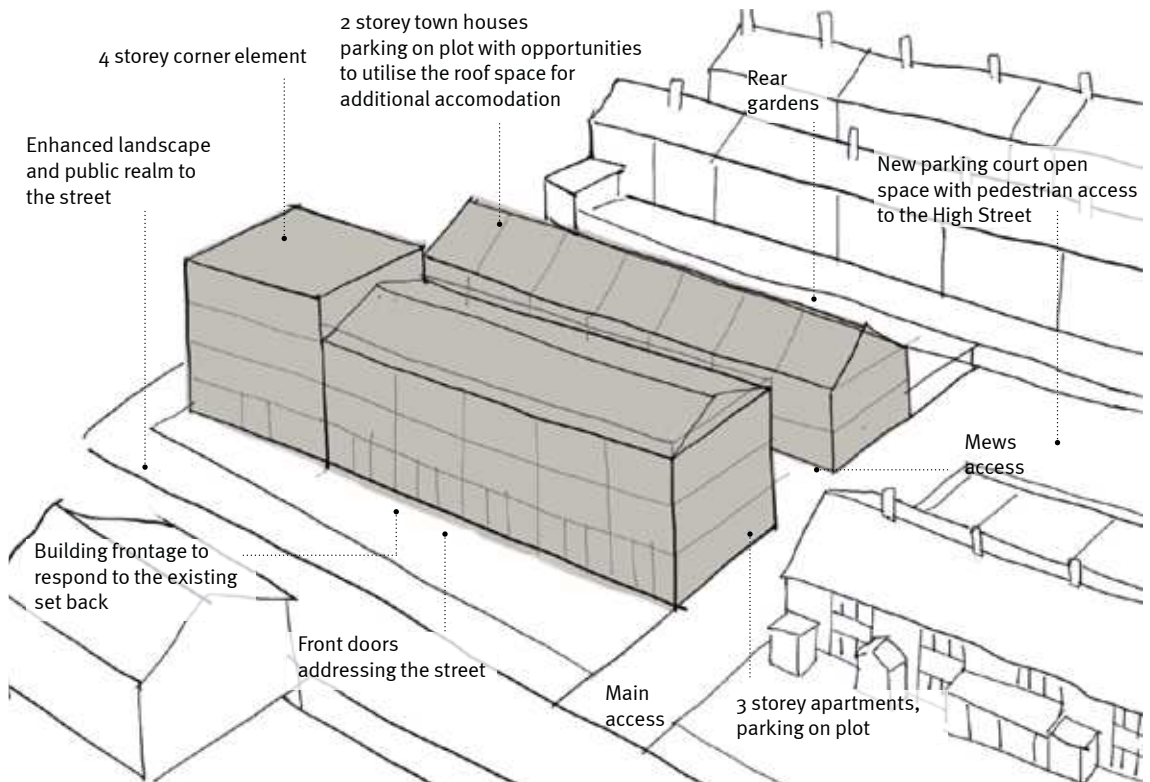 2 storey town houses
parking on plot with opportunities
to utilise the roof space for
additional accomodation
4 storey corner element
Rear
gardens
Enhanced landscape
and public realm to
the street
New parking court open
space with pedestrian access
to the High Street
Mews
access
Building frontage to
respond to the existing
set back
Front doors
addressing the street
Main
access
3 storey apartments,
parking on plot